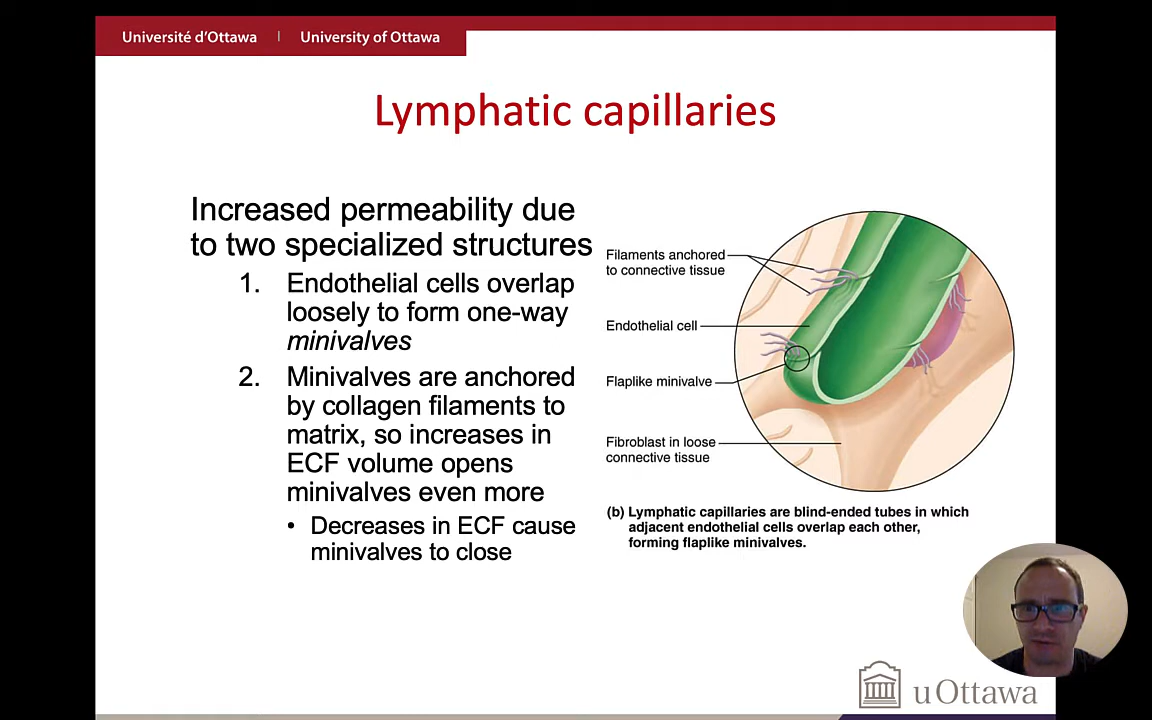 Université d'Ottawa | University of Ottawa
Lymphatic capillaries
Increased permeability due
to two specialized structures
1. Endothelial cells overlap
loosely to form one-way
minivalves
2. Minivalves are anchored
by collagen filaments to
matrix, so increases in
ECF volume opens
minivalves even more
• Decreases in ECF cause
minivalves to close
Filaments anchored
to connective tissue
Endothelial cell
Flaplike minivalve
Fibroblast in loose
connective tissue
(b) Lymphatic capillaries are blind-ended tubes in which
adjacent endothelial cells overlap each other,
forming flaplike minivalves.
uOttawa